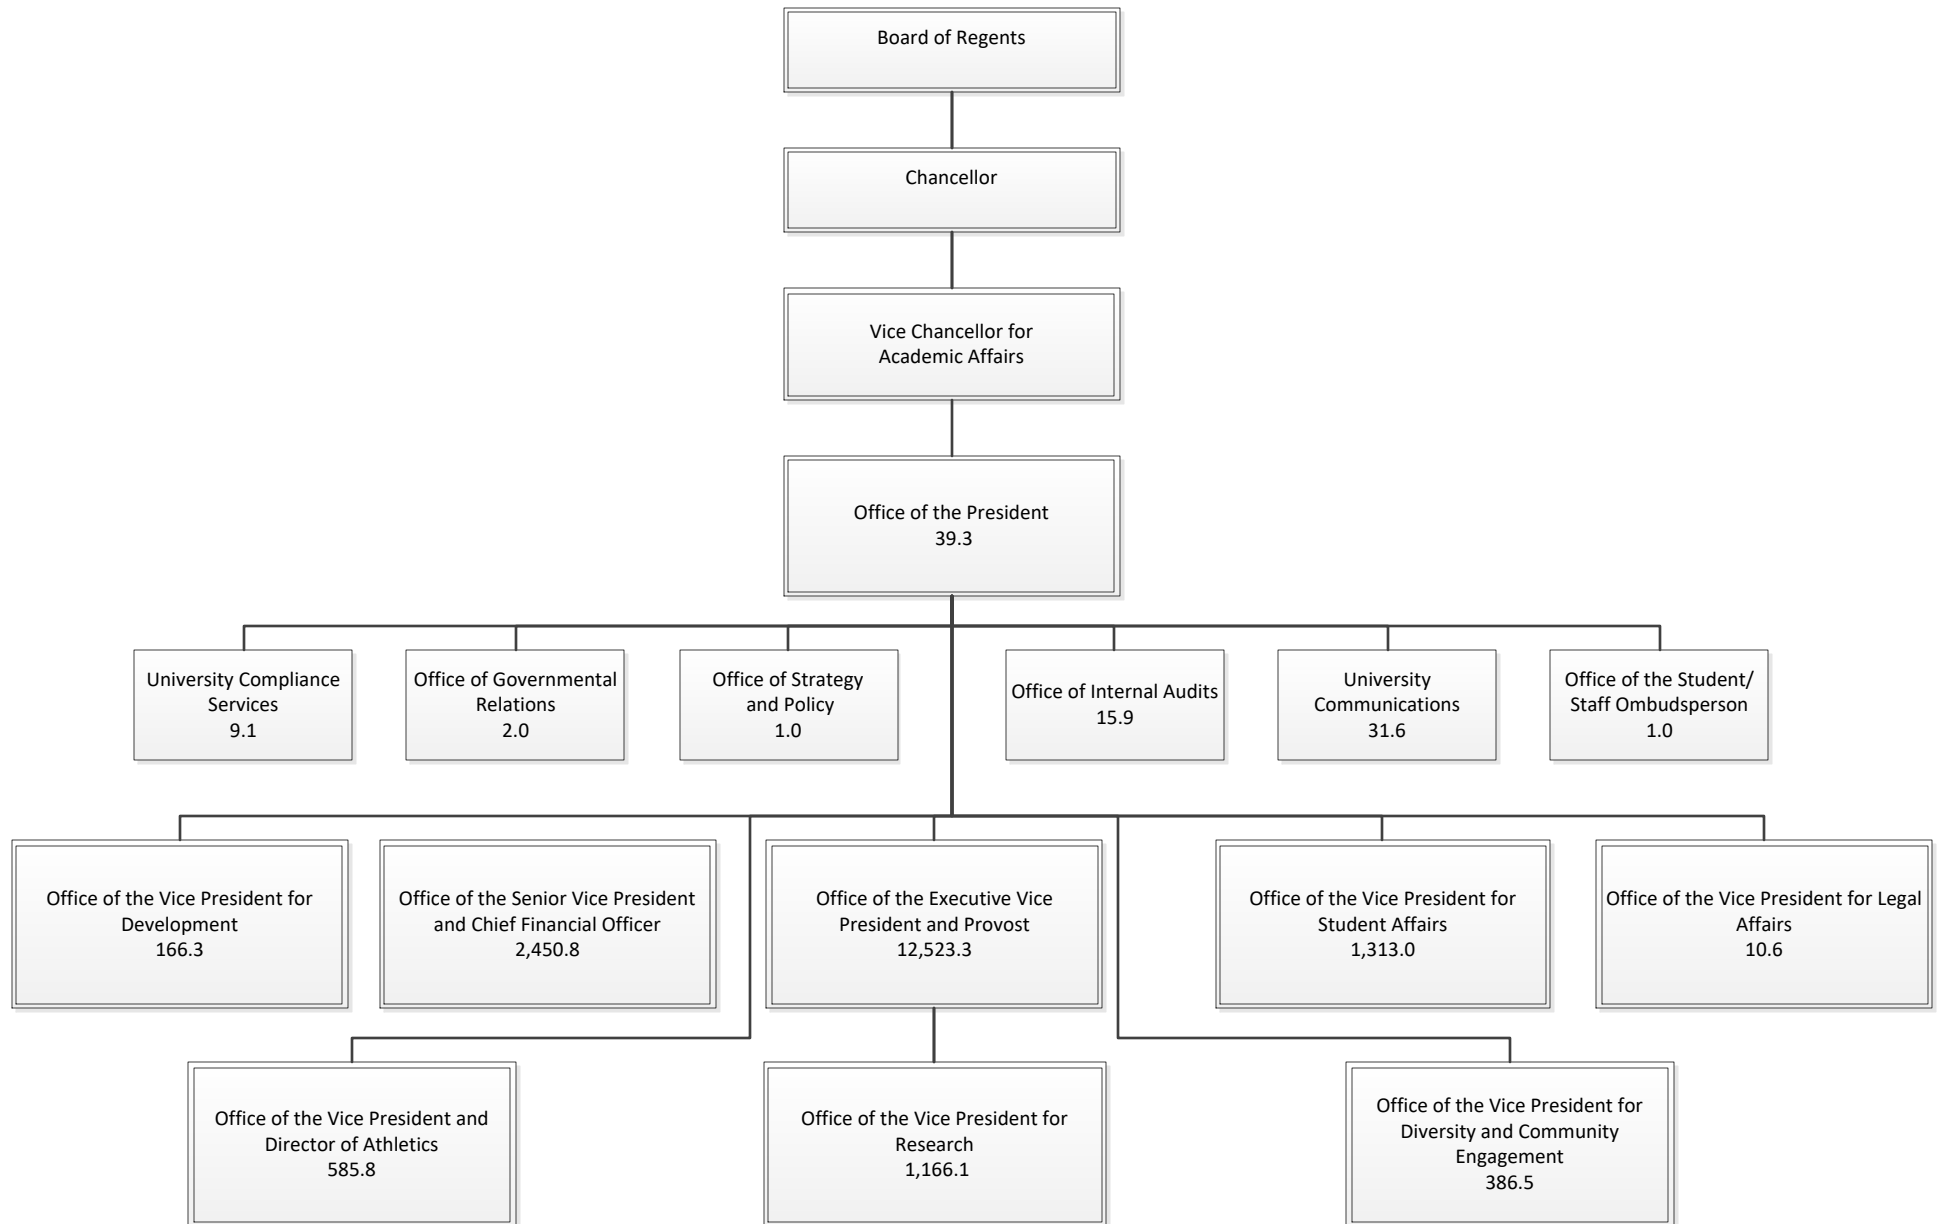 Board of Regents
Chancellor
Vice Chancellor for
Academic Affairs
Office of the President
39.3
University Compliance
Services
9.1
Office of Governmental
Relations
2.0
Office of Strategy
and Policy
1.0
Office of Internal Audits
15.9
University
Communications
31.6
Office of the Student/
Staff Ombudsperson
1.0
Office of the Vice President for
Development
166.3
Office of the Senior Vice President
and Chief Financial Officer
2,450.8
Office of the Executive Vice
President and Provost
12,523.3
Office of the Vice President for
Student Affairs
1,313.0
Office of the Vice President for Legal
Affairs
10.6
Office of the Vice President and
Director of Athletics
585.8
Office of the Vice President for
Research
1,166.1
Office of the Vice President for
Diversity and Community
Engagement
386.5